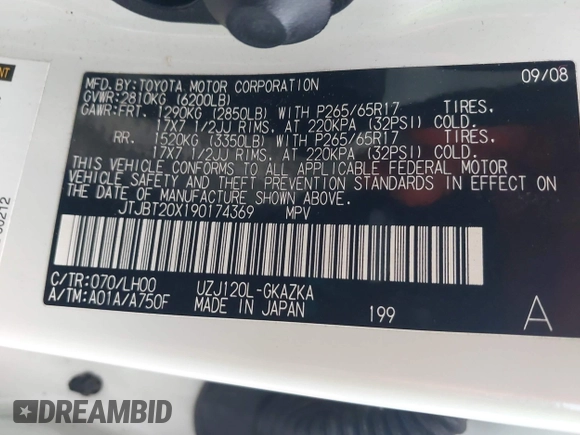 MFD.BY:TOYOTA MOTOR CORPORATION 09/08
GVWR:2810KG (6200LB)
GAWR:FRT. 1290KG (2850LB) WITH P265/65R17 TIRES.
17X7 1/2JJ RIMS, AT 220KPA (32PSI) COLD.
RR. 1520KG (3350LB) WITH P265/65R17 TIRES.
17X7 1/2JJ RIMS, AT 220KPA (32PSI) COLD.
THIS VEHICLE CONFORMS TO ALL APPLICABLE FEDERAL MOTOR
VEHICLE SAFETY AND THEFT PREVENTION STANDARDS IN EFFECT ON
THE DATE OF MANUFACTURE SHOWN ABOVE.
JTJBT20X190174369 MPV
C/TR:070/LH00 UZJ120L-GKAZKA
A/TM:A01A/A750F MADE IN JAPAN 199 A
DREAMBID